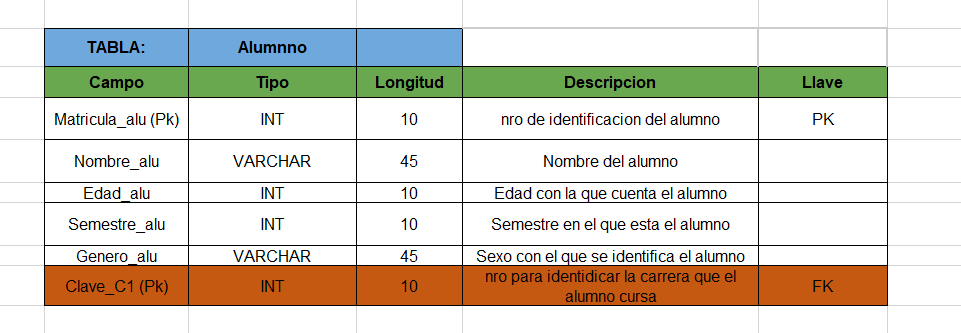 TABLA: Alumnno
Campo Tipo Longitud Descripcion Llave
Matricula_alu (Pk) INT 10 nro de identificacion del alumno PK
Nombre_alu VARCHAR 45 Nombre del alumno
Edad_alu INT 10 Edad con la que cuenta el alumno
Semestre_alu INT 10 Semestre en el que esta el alumno
Genero_alu VARCHAR 45 Sexo con el que se identifica el alumno
Clave_C1 (Pk) INT 10 nro para identidicar la carrera que el
alumno cursa FK